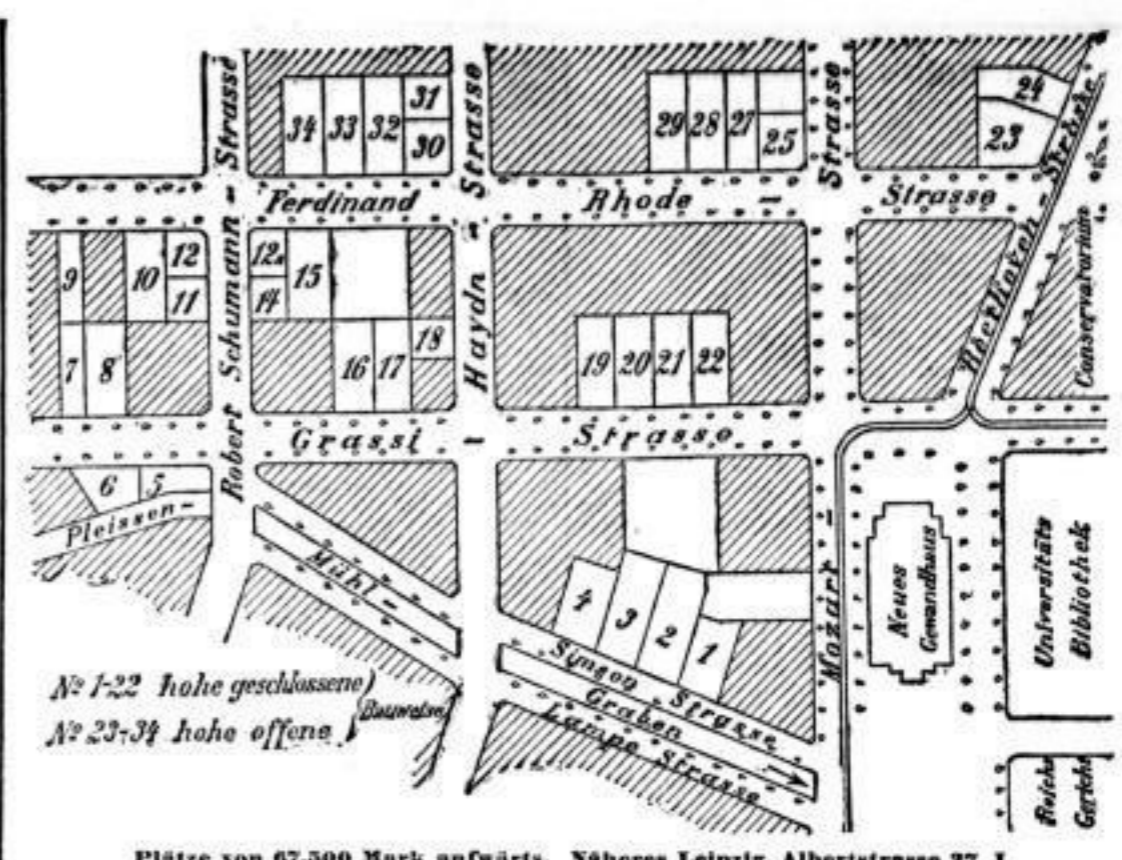 Strasse
Strasse
Strasse
34 33 32 31
30
29 28 27
25
24
23
Ferdinand Rhode - Strasse
Beethoven - Strasse
Conservatorium
9
10
12
11
12a
14
15
7 8
16 17 18
19 20 21 22
Robert Schumann -
Haydn -
Grassi - Strasse
6 5
Pleissen -
Mühl -
4 3 2 1
Simson Strasse
Graben
Lampe Strasse
Mozart -
Neues
Gewandhaus
Universitäts
Bibliothek
Reichs
Gericht
No 1-22 hohe geschlossene
No 23-34 hohe offene
Bauweise
Plätze von 67,500 Mark aufwärts. Näheres Leipzig, Albertstrasse 27, I.